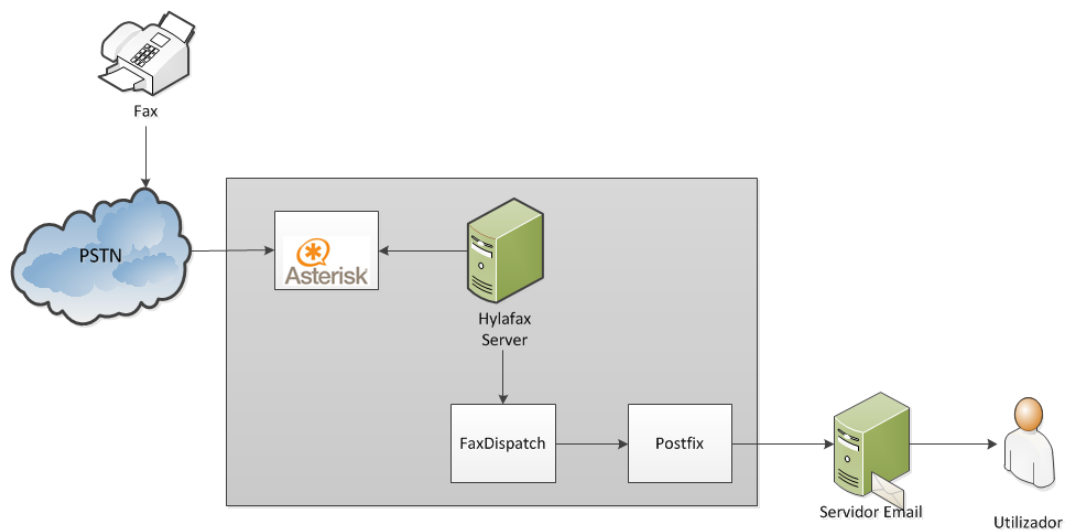 Fax
PSTN
Asterisk
Hylafax
Server
FaxDispatch
Postfix
Servidor Email
Utilizador